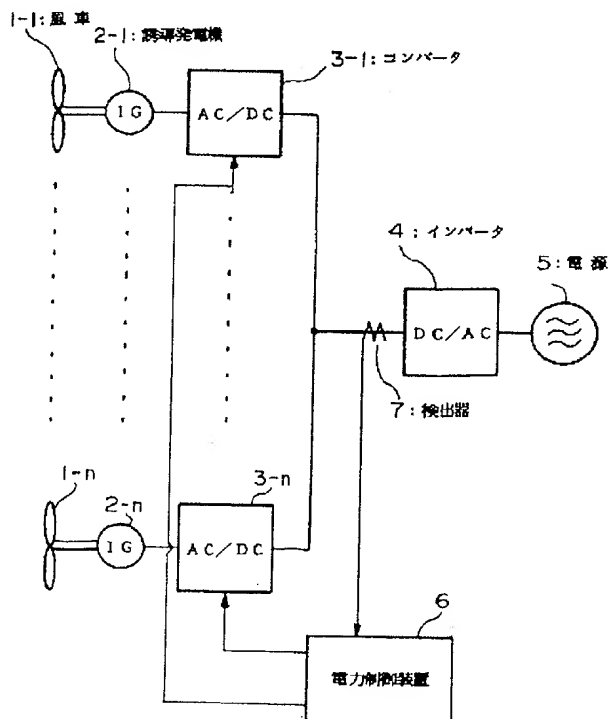 1-1:風車
2-1:誘導発電機
3-1:コンバータ
IG
AC/DC
4:インバータ
5:電源
DC/AC
7:検出器
1-n
2-n
3-n
IG
AC/DC
6
電力制御装置